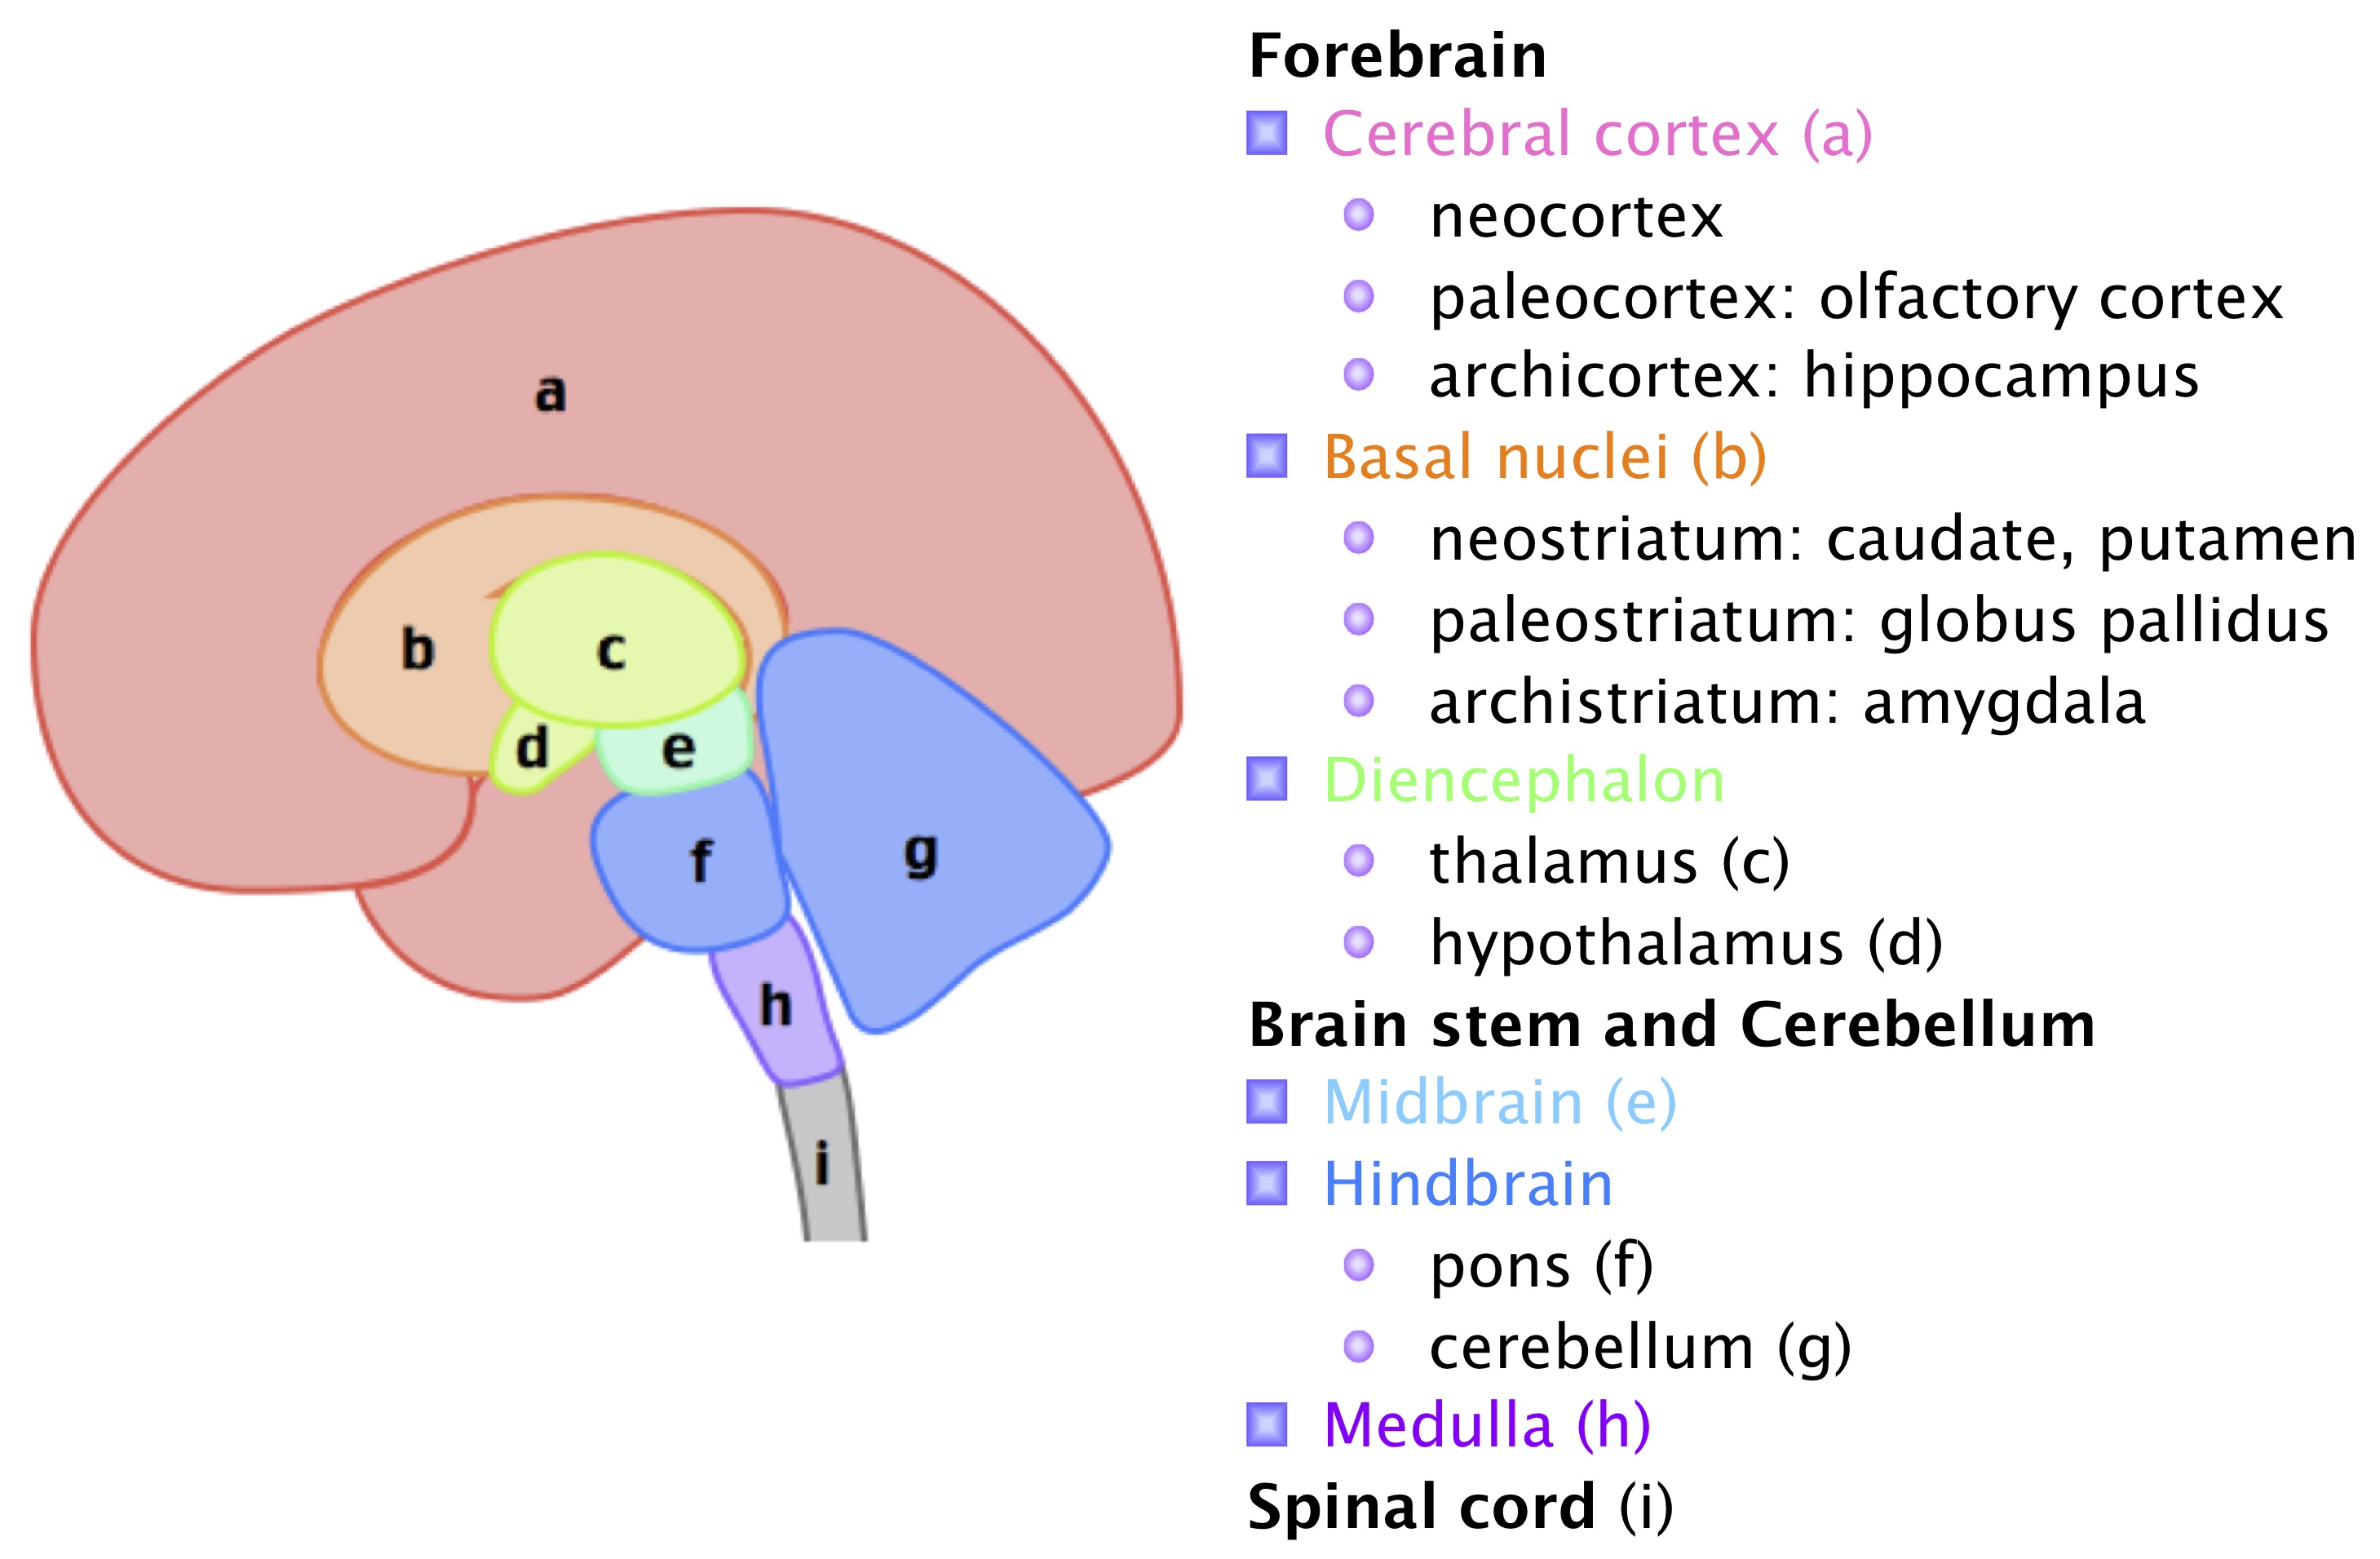 a
b
c
d
e
f
g
h
i
Forebrain
Cerebral cortex (a)
neocortex
paleocortex: olfactory cortex
archicortex: hippocampus
Basal nuclei (b)
neostriatum: caudate, putamen
paleostriatum: globus pallidus
archistriatum: amygdala
Diencephalon
thalamus (c)
hypothalamus (d)
Brain stem and Cerebellum
Midbrain (e)
Hindbrain
pons (f)
cerebellum (g)
Medulla (h)
Spinal cord (i)